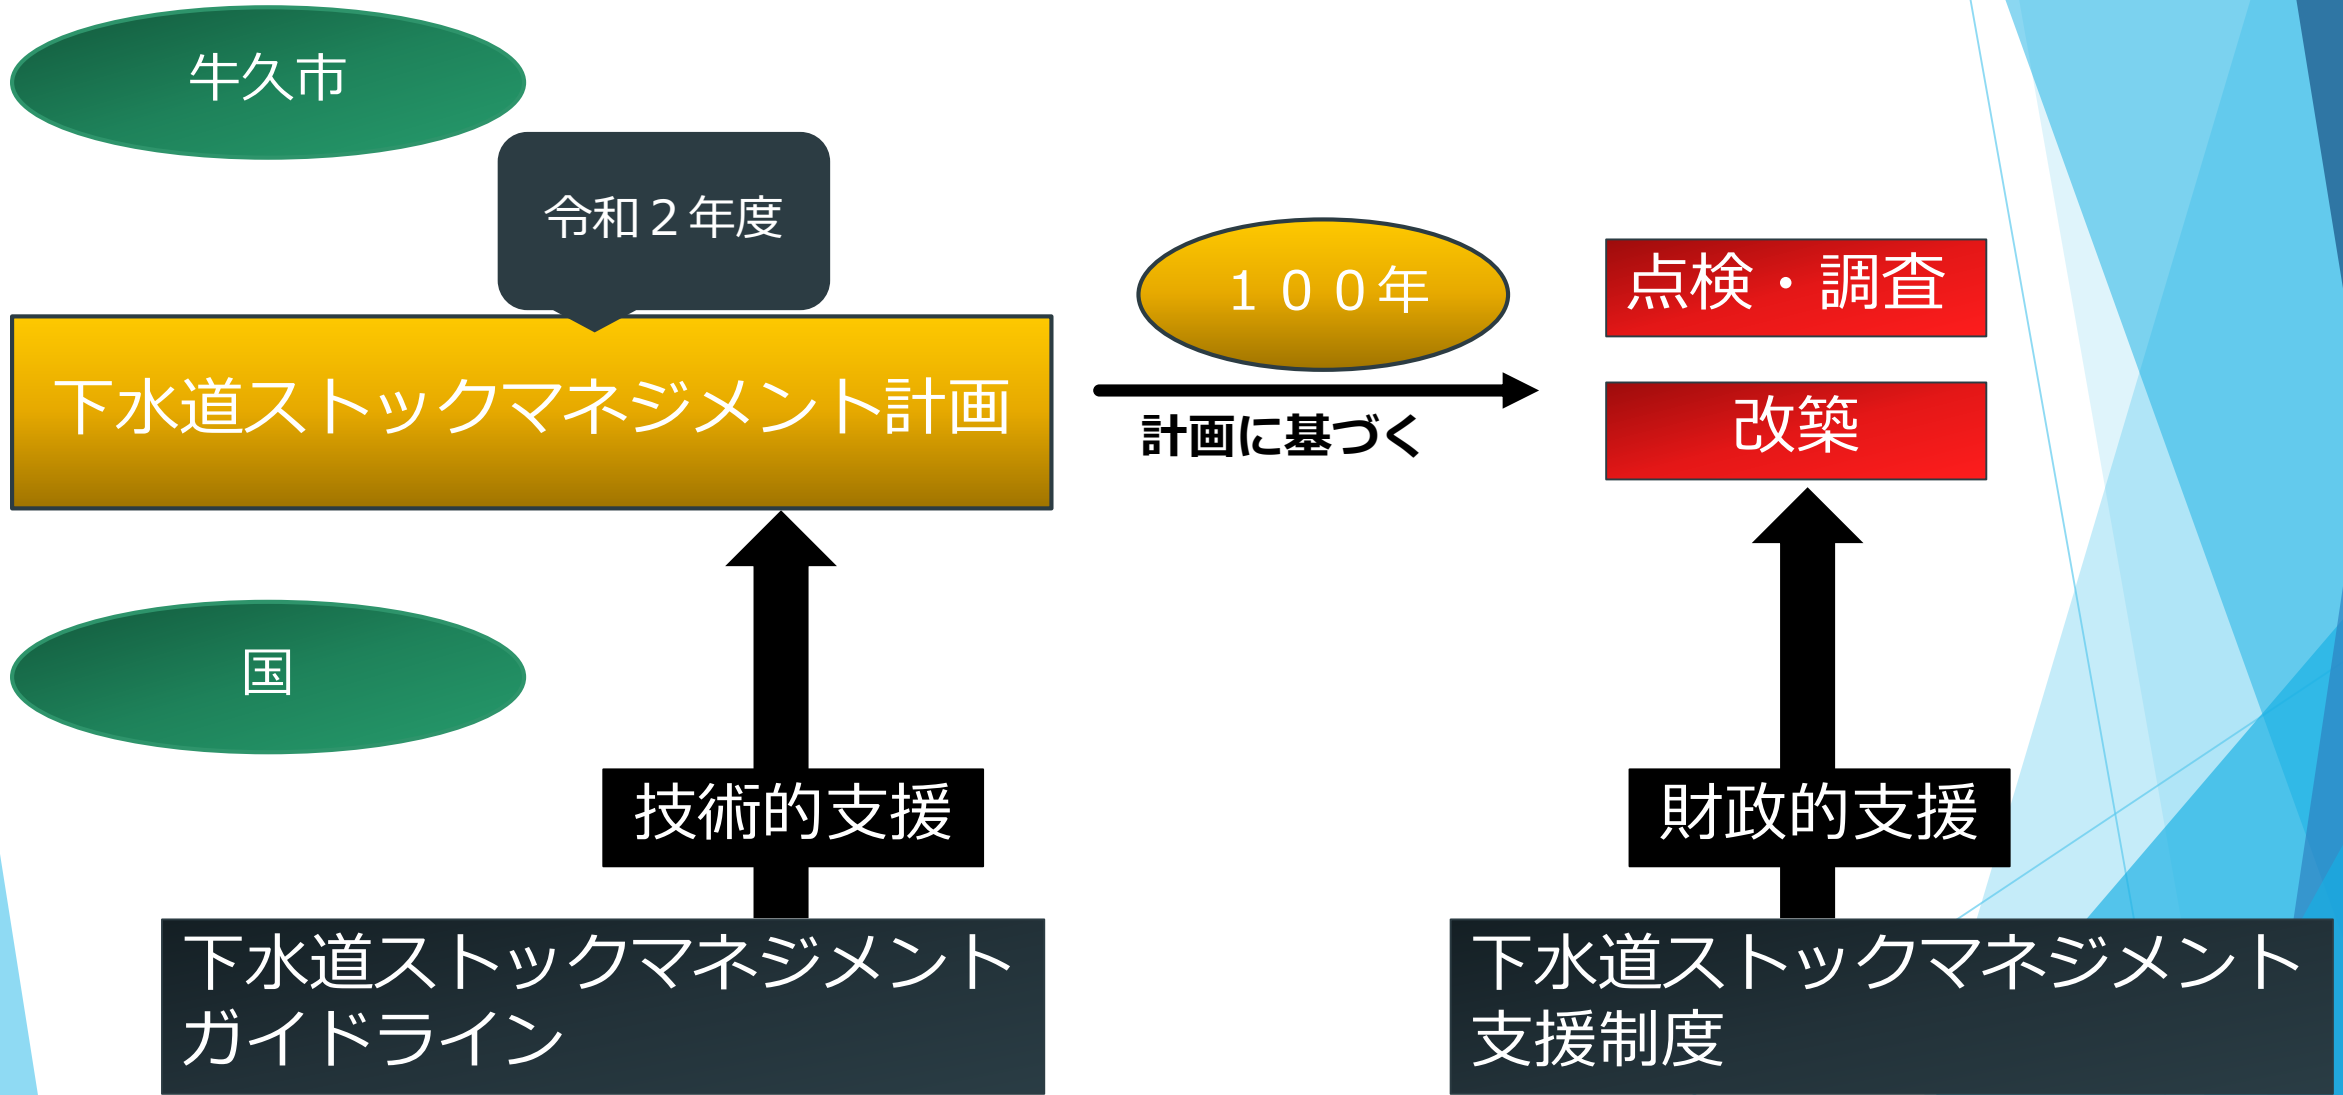 牛久市
令和２年度
下水道ストックマネジメント計画
１００年
計画に基づく
点検・調査
改築
国
技術的支援
財政的支援
下水道ストックマネジメント
ガイドライン
下水道ストックマネジメント
支援制度